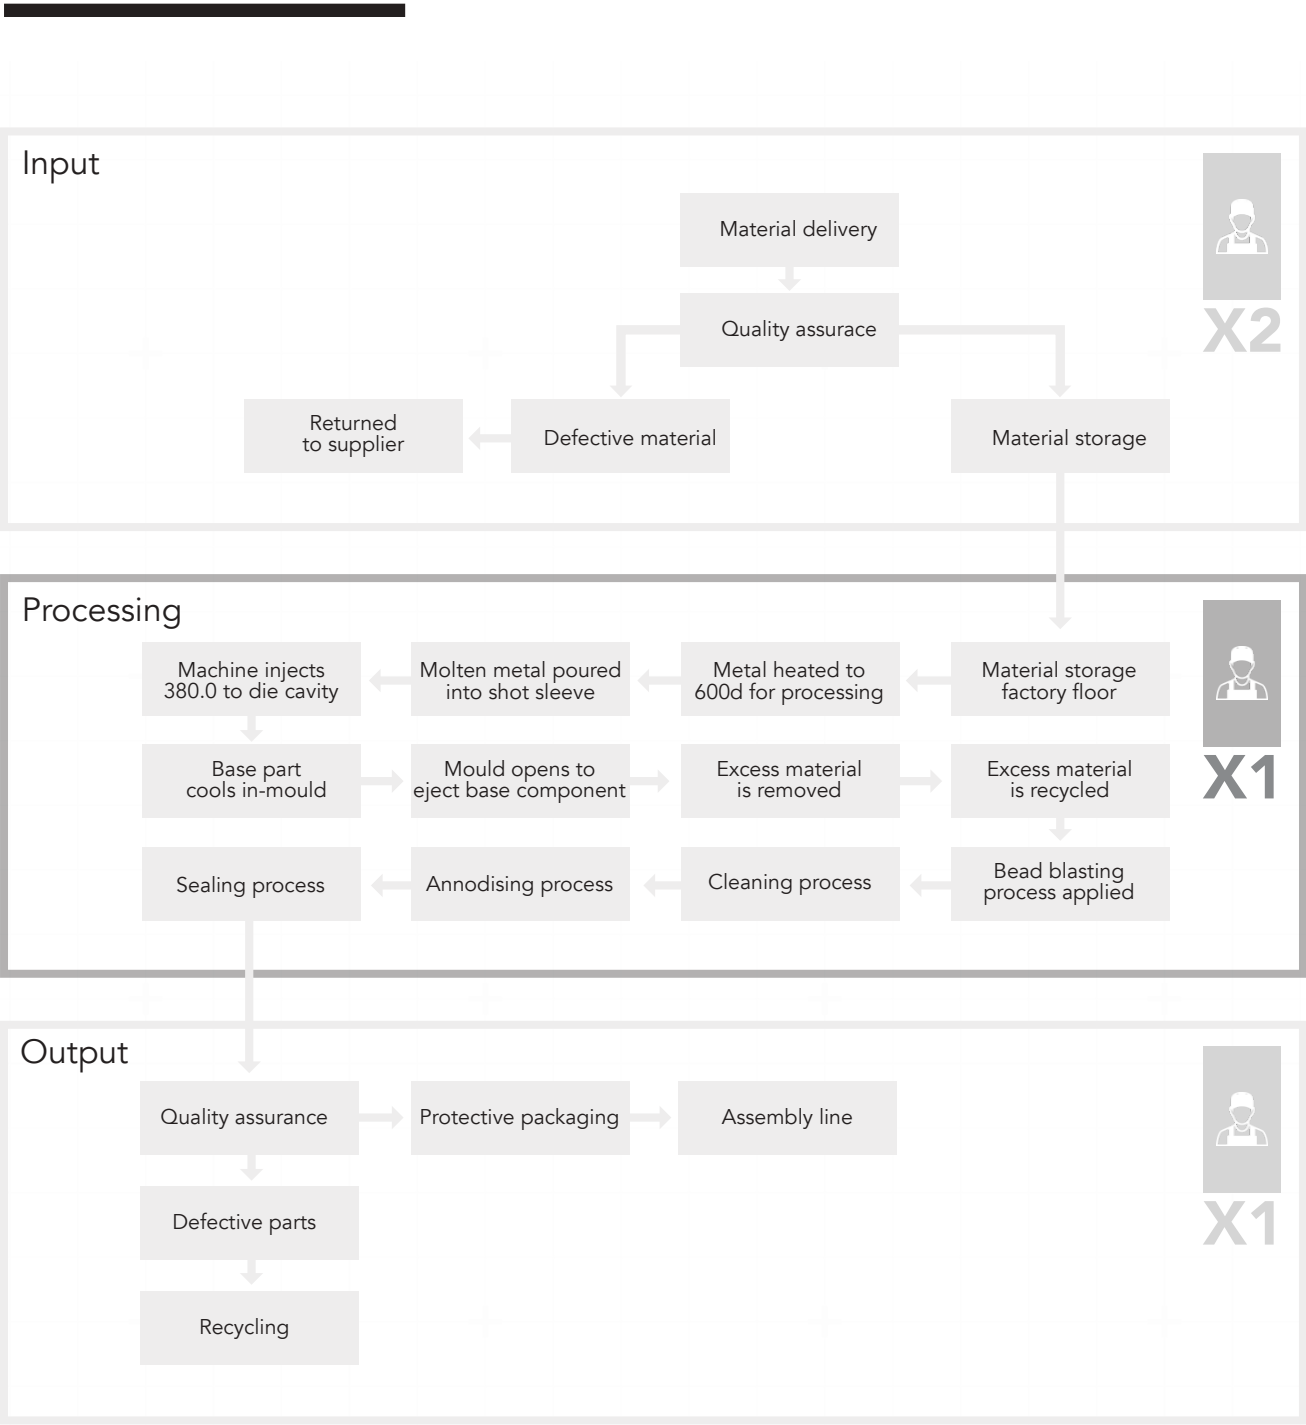 Input
Material delivery
Quality assurace
X2
Returned
to supplier
Defective material
Material storage
Processing
Machine injects
380.0 to die cavity
Molten metal poured
into shot sleeve
Metal heated to
600d for processing
Material storage
factory floor
X1
Base part
cools in-mould
Mould opens to
eject base component
Excess material
is removed
Excess material
is recycled
Sealing process
Annodising process
Cleaning process
Bead blasting
process applied
Output
Quality assurance
Protective packaging
Assembly line
X1
Defective parts
Recycling